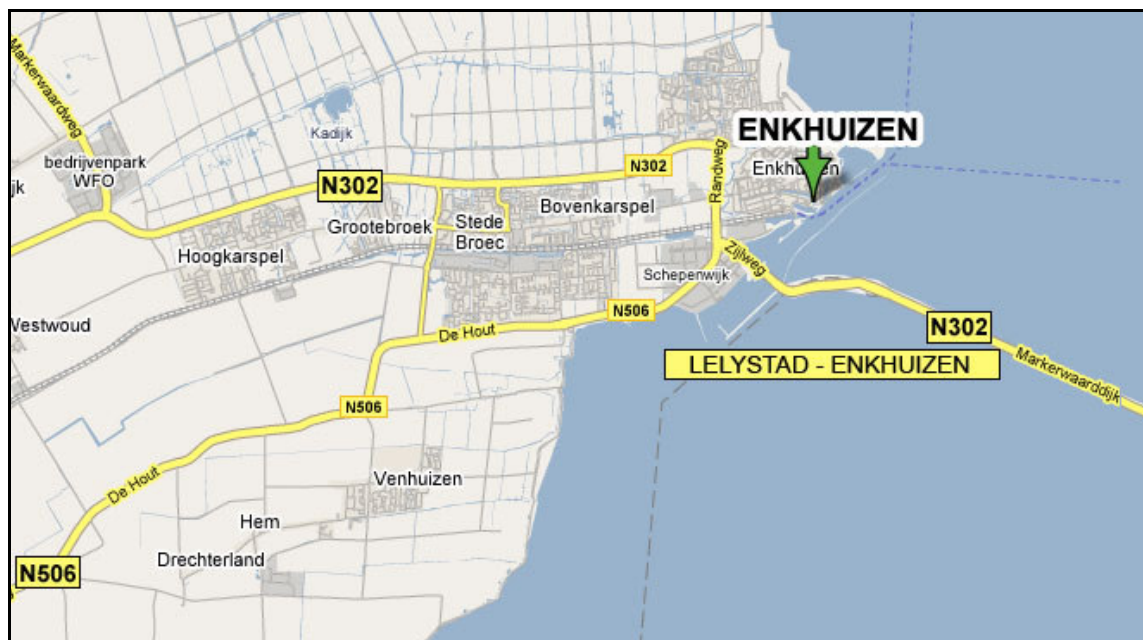 Markerwaardweg
Kadijk
ENKHUIZEN
bedrijvenpark
WFO
N302
Enkhuizen
jk
N302
Randweg
Bovenkarspel
Grootebroek
Stede
Broec
Hoogkarspel
Zijlweg
Schepenwijk
Westwoud
N506
De Hout
N302
LELYSTAD - ENKHUIZEN
Markerwaarddijk
N506
De Hout
Venhuizen
Hem
Drechterland
N506